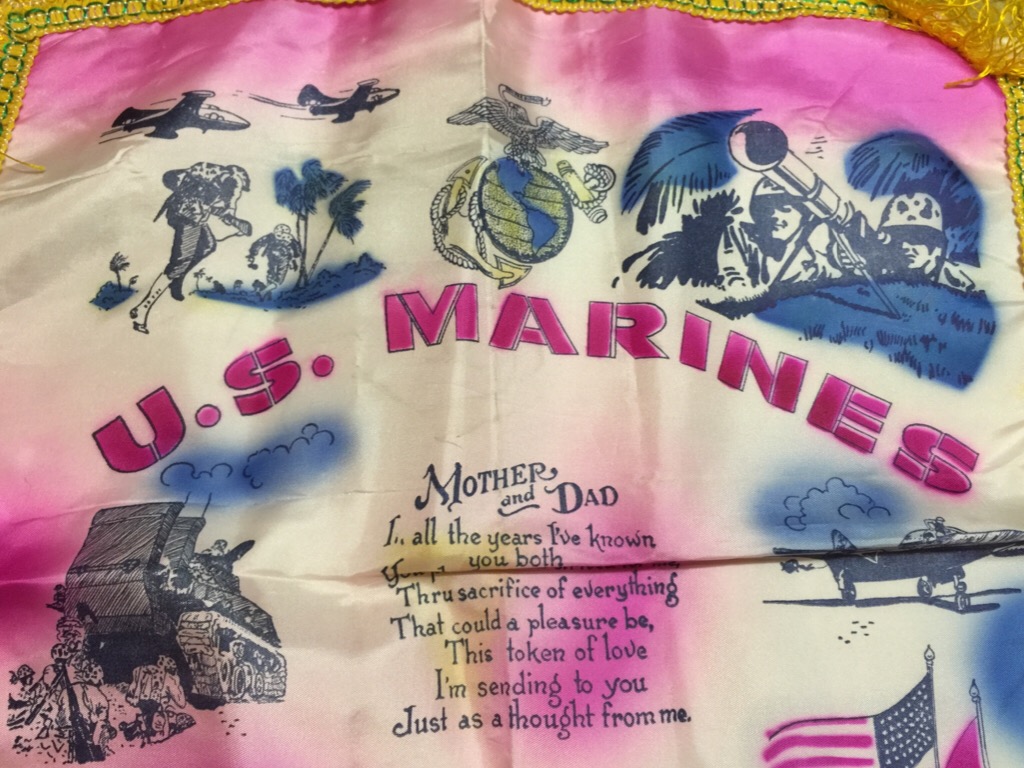 U.S. MARINES
MOTHER
and DAD
In all the years I've known
you both
Thru sacrifice of everything
That could a pleasure be,
This token of love
I'm sending to you
Just as a thought from me.